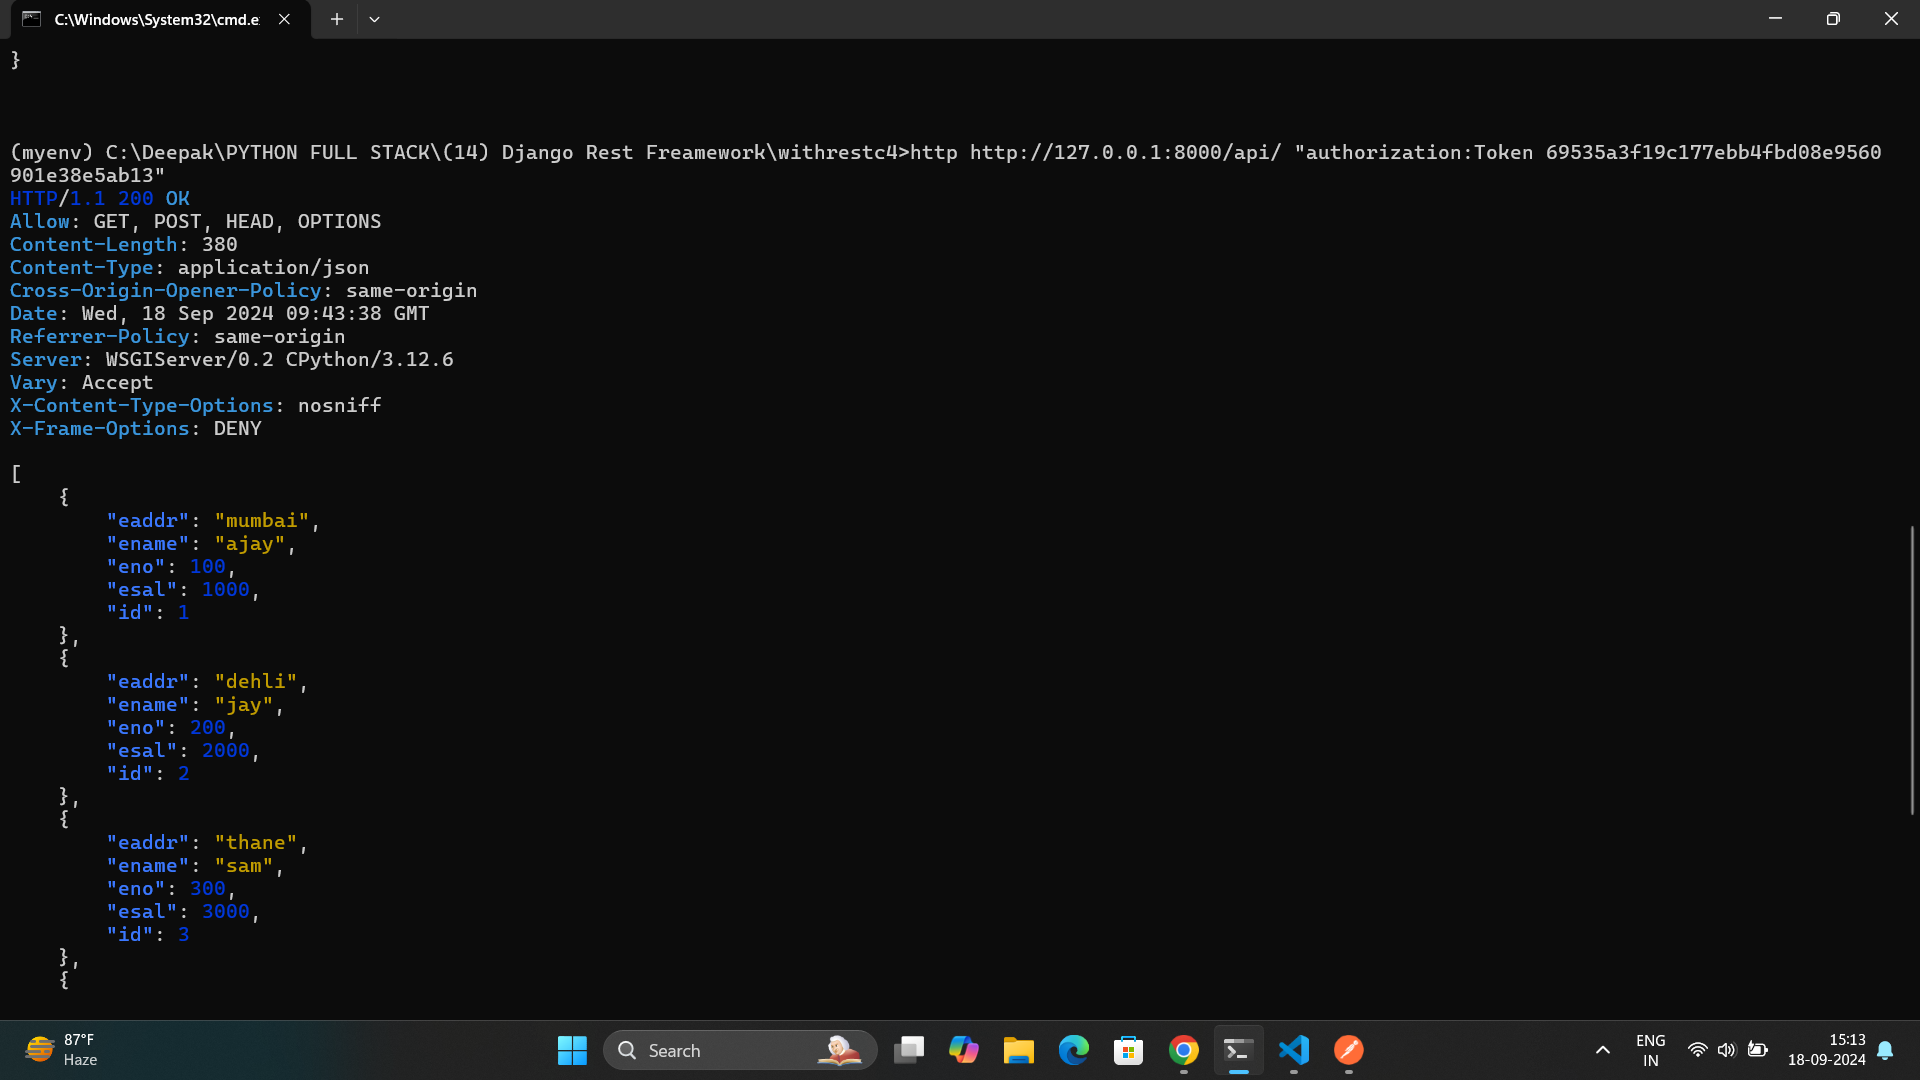 C:\Windows\System32\cmd.e
}
(myenv) C:\Deepak\PYTHON FULL STACK\(14) Django Rest Freamework\withrestc4>http http://127.0.0.1:8000/api/ "authorization:Token 69535a3f19c177ebb4fbd08e9560
901e38e5ab13"
HTTP/1.1 200 OK
Allow: GET, POST, HEAD, OPTIONS
Content-Length: 380
Content-Type: application/json
Cross-Origin-Opener-Policy: same-origin
Date: Wed, 18 Sep 2024 09:43:38 GMT
Referrer-Policy: same-origin
Server: WSGIServer/0.2 CPython/3.12.6
Vary: Accept
X-Content-Type-Options: nosniff
X-Frame-Options: DENY
[
{
"eaddr": "mumbai",
"ename": "ajay",
"eno": 100,
"esal": 1000,
"id": 1
},
{
"eaddr": "dehli",
"ename": "jay",
"eno": 200,
"esal": 2000,
"id": 2
},
{
"eaddr": "thane",
"ename": "sam",
"eno": 300,
"esal": 3000,
"id": 3
},
{
87°F
Haze
Search
ENG
IN
15:13
18-09-2024